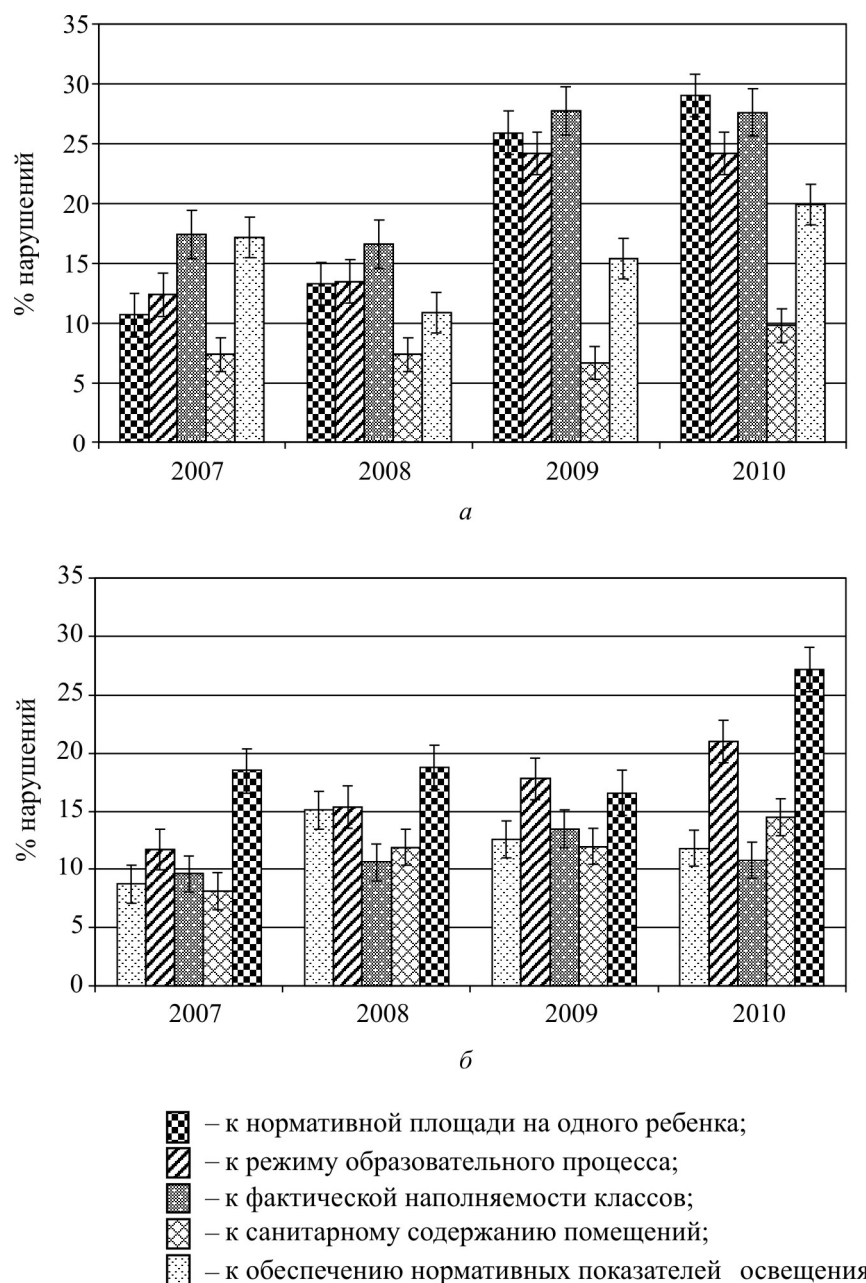 35
30
25
20
15
10
5
0
% нарушений
2007 2008 2009 2010
а
35
30
25
20
15
10
5
0
% нарушений
2007 2008 2009 2010
б
– к нормативной площади на одного ребенка;
– к режиму образовательного процесса;
– к фактической наполняемости классов;
– к санитарному содержанию помещений;
– к обеспечению нормативных показателей освещения